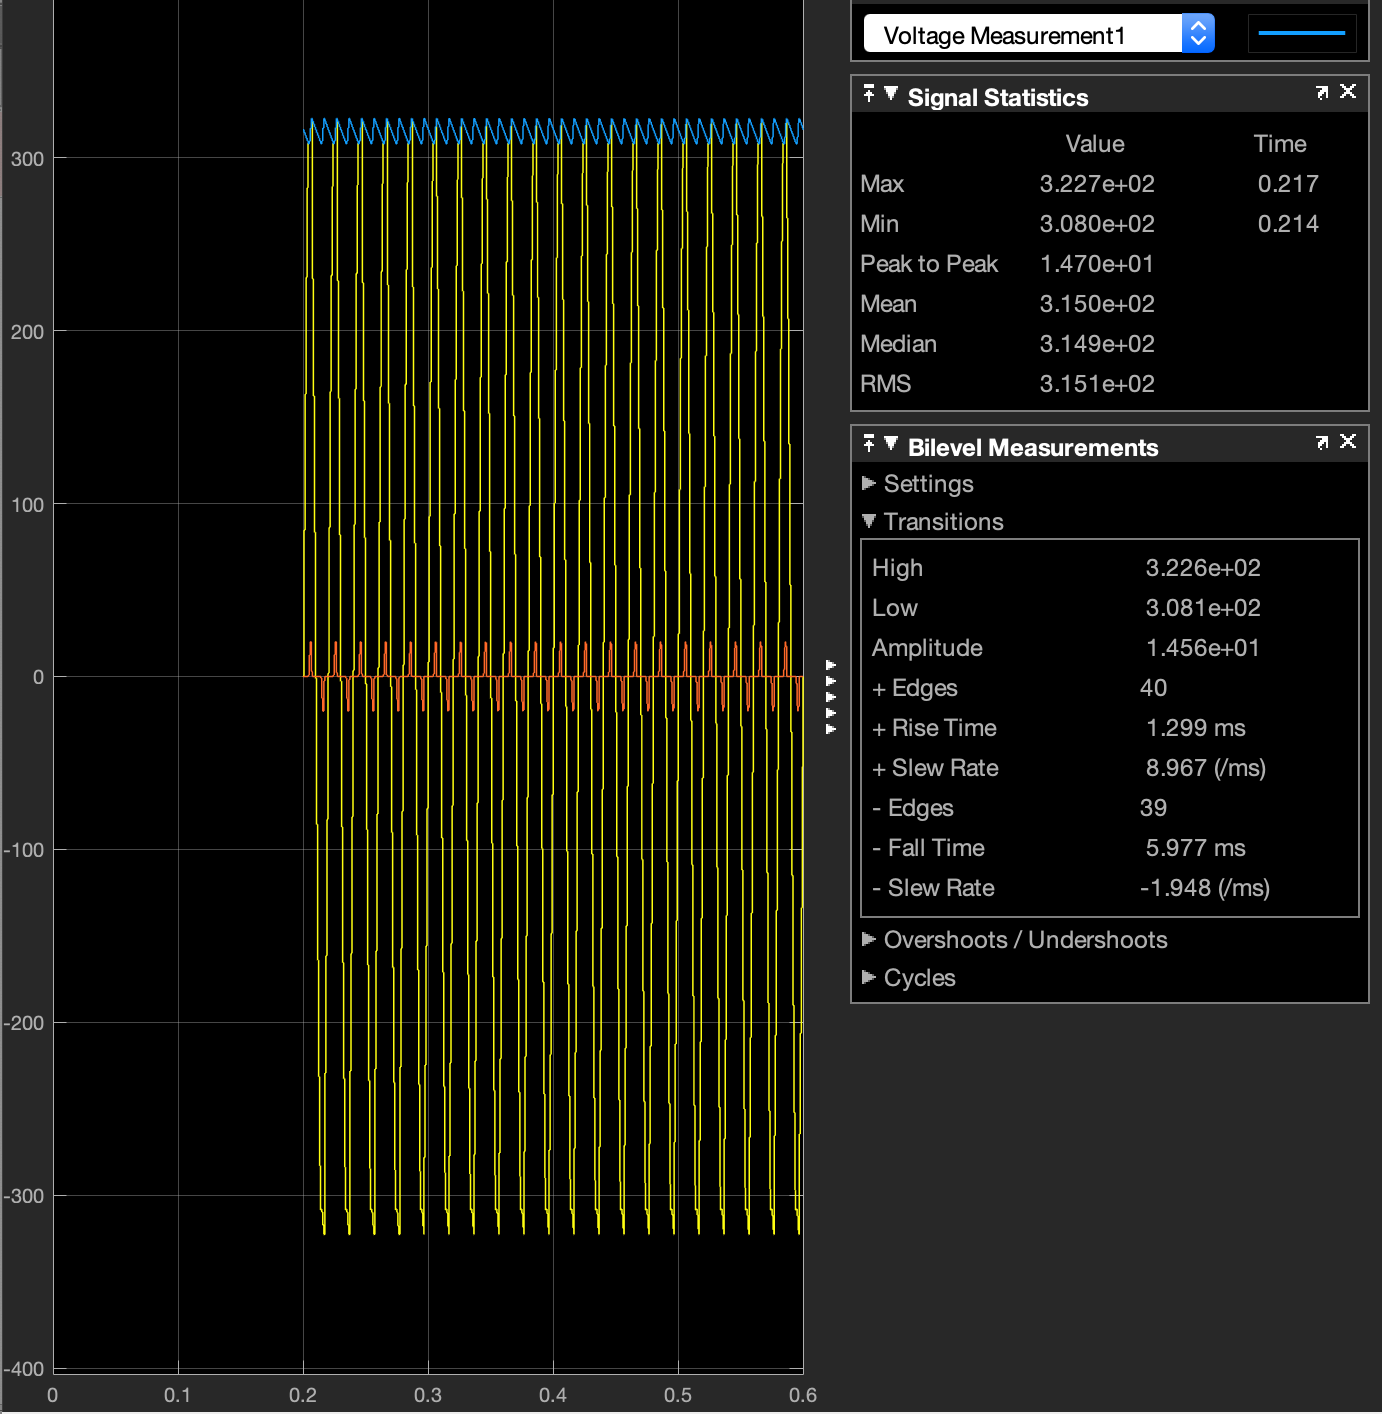 300
200
100
0
-100
-200
-300
-400
0 0.1 0.2 0.3 0.4 0.5 0.6
Voltage Measurement1
Signal Statistics
Value Time
Max 3.227e+02 0.217
Min 3.080e+02 0.214
Peak to Peak 1.470e+01
Mean 3.150e+02
Median 3.149e+02
RMS 3.151e+02
Bilevel Measurements
Settings
Transitions
High 3.226e+02
Low 3.081e+02
Amplitude 1.456e+01
+ Edges 40
+ Rise Time 1.299 ms
+ Slew Rate 8.967 (/ms)
- Edges 39
- Fall Time 5.977 ms
- Slew Rate -1.948 (/ms)
Overshoots / Undershoots
Cycles